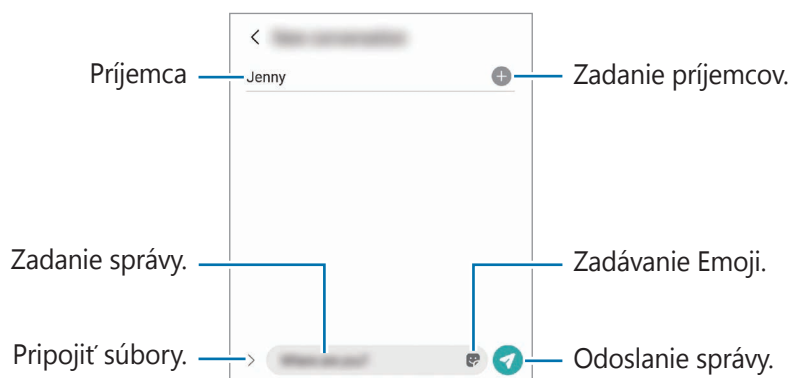 Príjemca
Jenny
Zadanie príjemcov.
Zadanie správy.
Zadávanie Emoji.
Pripojiť súbory.
Odoslanie správy.